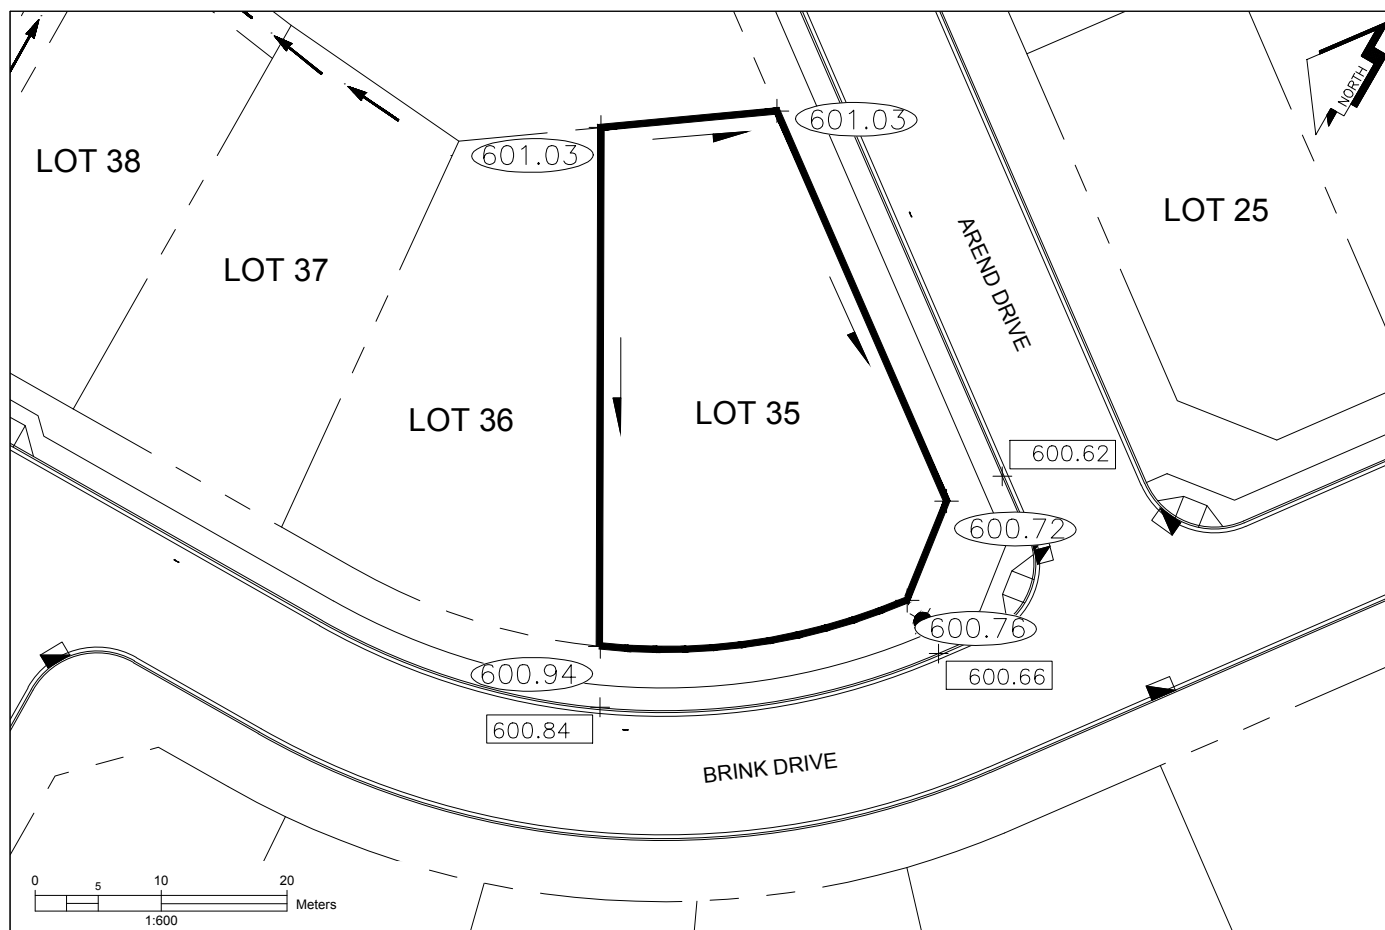 NORTH
601.03
601.03
LOT 38
LOT 25
AREND DRIVE
LOT 37
LOT 36
LOT 35
600.62
600.72
600.76
600.94
600.66
600.84
BRINK DRIVE
0 5 10 20
Meters
1:600